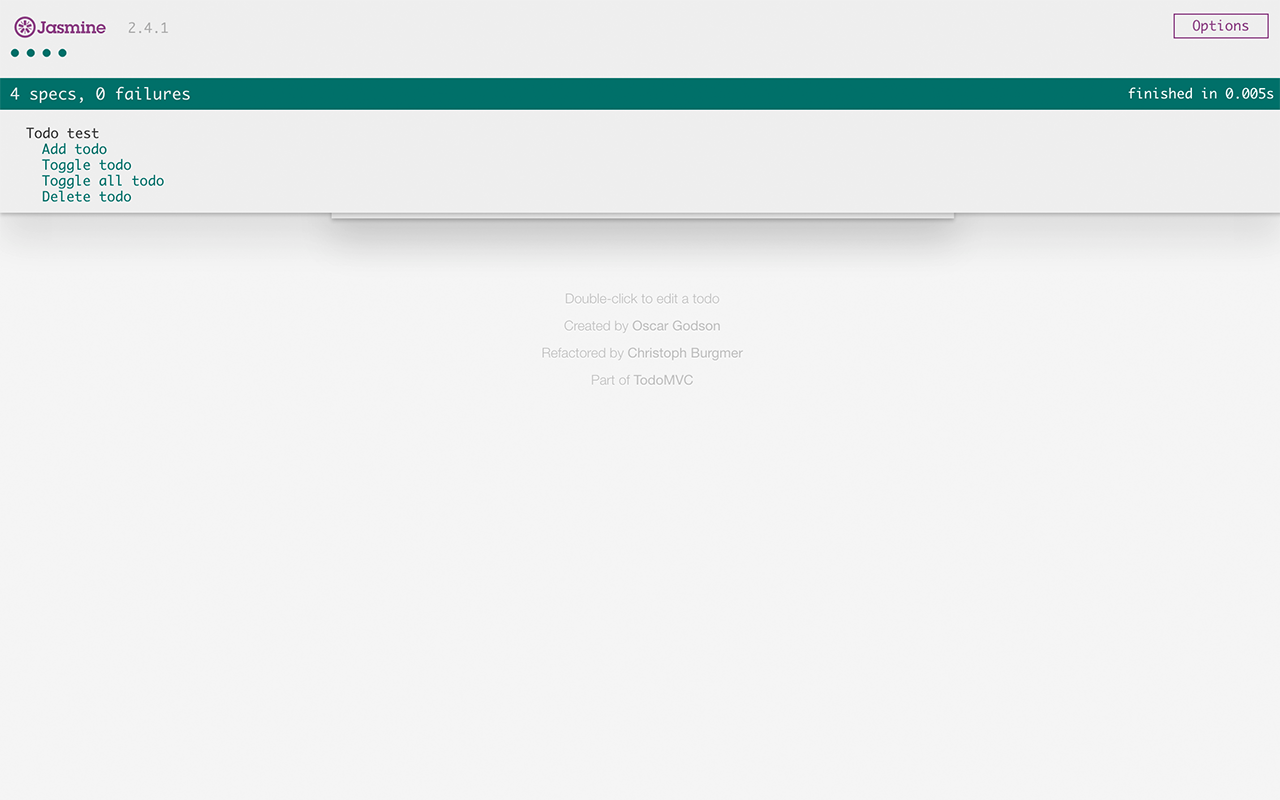 Jasmine 2.4.1 Options
4 specs, 0 failures finished in 0.005s
Todo test
Add todo
Toggle todo
Toggle all todo
Delete todo
Double-click to edit a todo
Created by Oscar Godson
Refactored by Christoph Burgmer
Part of TodoMVC